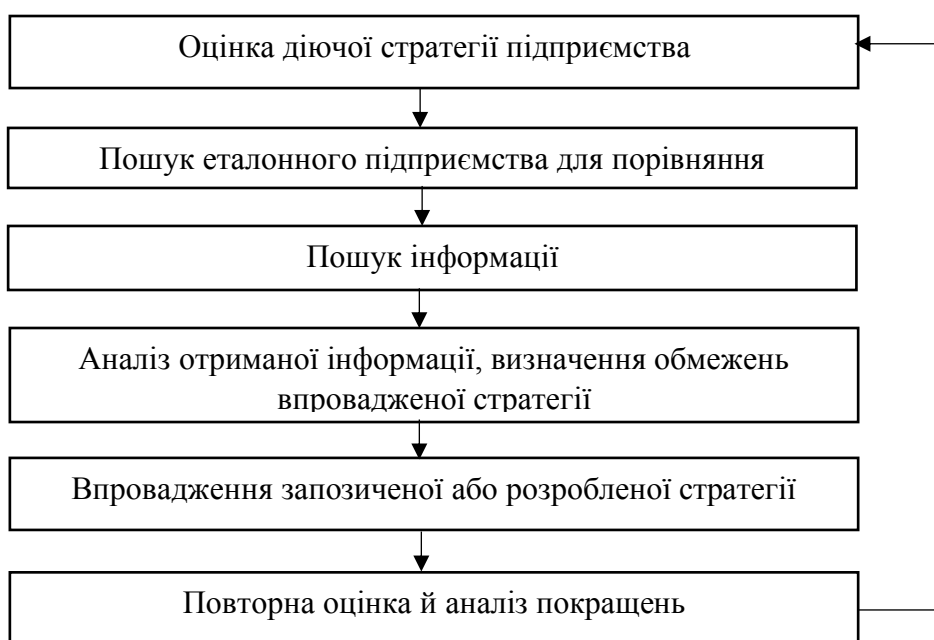 Оцінка діючої стратегії підприємства
Пошук еталонного підприємства для порівняння
Пошук інформації
Аналіз отриманої інформації, визначення обмежень
впровадженої стратегії
Впровадження запозиченої або розробленої стратегії
Повторна оцінка й аналіз покращень